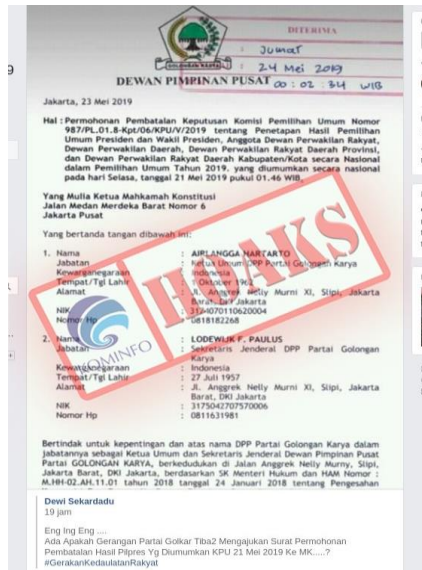 DITERIMA
: Jumat
: 24 Mei 2019
00 : 02 : 34 WIB
GOLONGAN KARYA
DEWAN PIMPINAN PUSAT
Jakarta, 23 Mei 2019
Hal : Permohonan Pembatalan Keputusan Komisi Pemilihan Umum Nomor
987/PL.01.8-Kpt/06/KPU/V/2019 tentang Penetapan Hasil Pemilihan
Umum Presiden dan Wakil Presiden, Anggota Dewan Perwakilan Rakyat,
Dewan Perwakilan Daerah, Dewan Perwakilan Rakyat Daerah Provinsi,
dan Dewan Perwakilan Rakyat Daerah Kabupaten/Kota secara Nasional
dalam Pemilihan Umum Tahun 2019, yang diumumkan secara nasional
pada hari Selasa, tanggal 21 Mei 2019 pukul 01.46 WIB.
Yang Mulia Ketua Mahkamah Konstitusi
Jalan Medan Merdeka Barat Nomor 6
Jakarta Pusat
Yang bertanda tangan dibawah ini:
1. Nama : AIRLANGGA HARTARTO
Jabatan : Ketua Umum DPP Partai Golongan Karya
Kewarganegaraan : Indonesia
Tempat/Tgl Lahir : 1 Oktober 1962
Alamat : Jl. Anggrek Nelly Murni XI, Slipi, Jakarta
Barat, DKI Jakarta
NIK :
Nomor Hp : 0818182268
2. Nama : LODEWIJK F. PAULUS
Jabatan : Sekretaris Jenderal DPP Partai Golongan
Karya
Kewarganegaraan : Indonesia
Tempat/Tgl Lahir : 27 Juli 1957
Alamat : Jl. Anggrek Nelly Murni XI, Slipi, Jakarta
Barat, DKI Jakarta
NIK : 3175042707570006
Nomor Hp : 0811631981
HOAKS
KOMINFO
Bertindak untuk kepentingan dan atas nama DPP Partai Golongan Karya dalam
jabatannya sebagai Ketua Umum dan Sekretaris Jenderal Dewan Pimpinan Pusat
Partai GOLONGAN KARYA, berkedudukan di Jalan Anggrek Nelly Murny, Slipi,
Jakarta Barat, DKI Jakarta, berdasarkan SK Menteri Hukum dan HAM Nomor :
M.HH-02.AH.11.01 tahun 2018 tanggal 24 Januari 2018 tentang Pengesahan
Dewi Sekardadu
19 jam
Eng Ing Eng ....
Ada Apakah Gerangan Partai Golkar Tiba2 Mengajukan Surat Permohonan
Pembatalan Hasil Pilpres Yg Diumumkan KPU 21 Mei 2019 Ke MK.....?
#GerakanKedaulatanRakyat